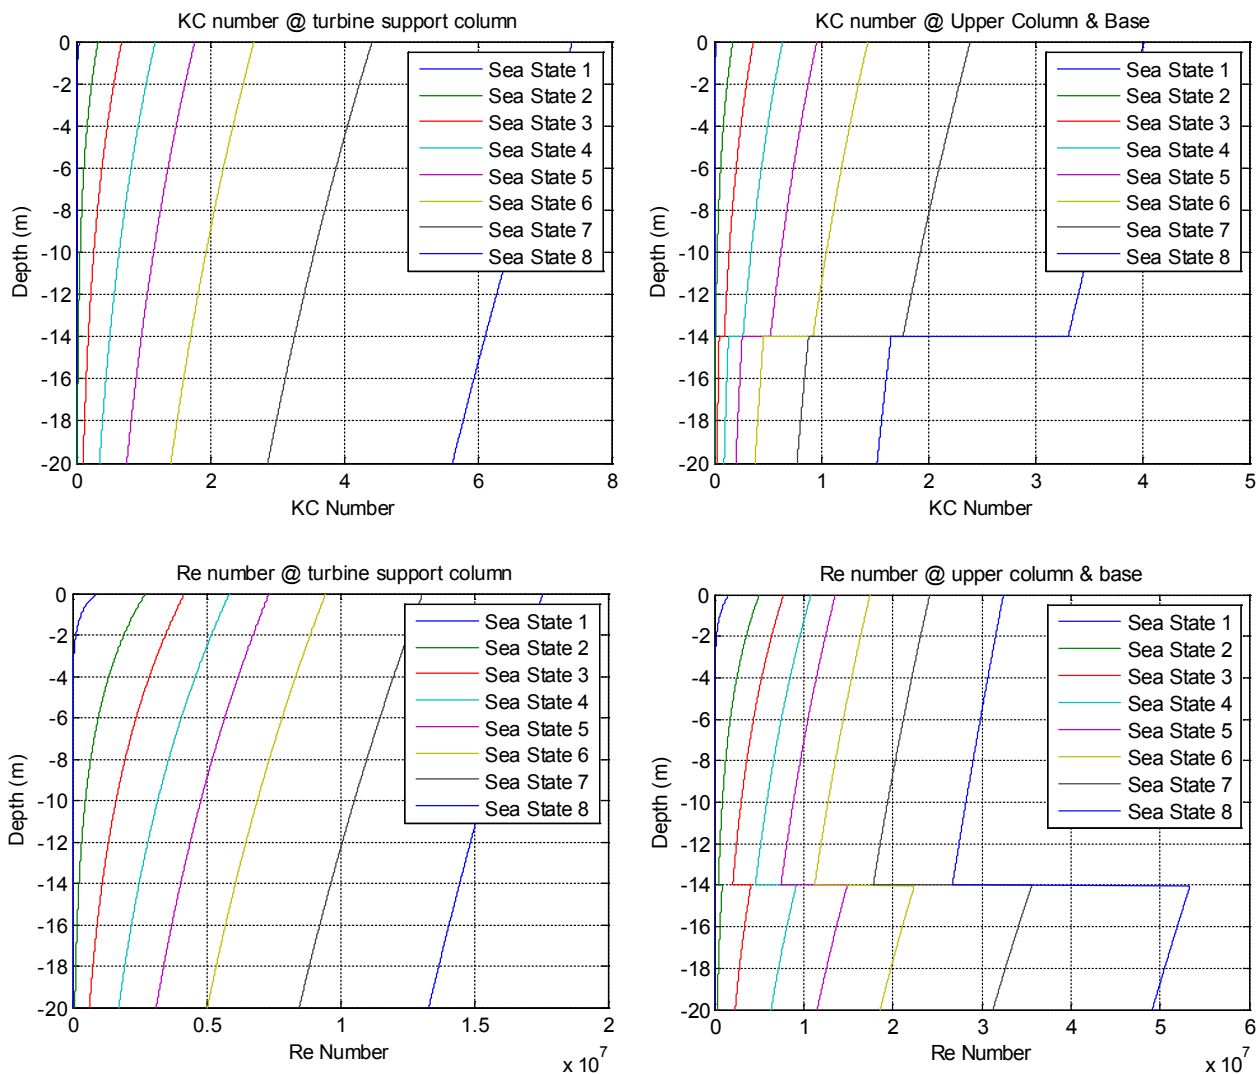 KC number @ turbine support column
0
-2
-4
-6
-8
-10
-12
-14
-16
-18
-20
Depth (m)
0 2 4 6 8
KC Number
Sea State 1
Sea State 2
Sea State 3
Sea State 4
Sea State 5
Sea State 6
Sea State 7
Sea State 8
KC number @ Upper Column & Base
0
-2
-4
-6
-8
-10
-12
-14
-16
-18
-20
Depth (m)
0 1 2 3 4 5
KC Number
Sea State 1
Sea State 2
Sea State 3
Sea State 4
Sea State 5
Sea State 6
Sea State 7
Sea State 8
Re number @ turbine support column
0
-2
-4
-6
-8
-10
-12
-14
-16
-18
-20
Depth (m)
0 0.5 1 1.5 2
Re Number
x 10^7
Sea State 1
Sea State 2
Sea State 3
Sea State 4
Sea State 5
Sea State 6
Sea State 7
Sea State 8
Re number @ upper column & base
0
-2
-4
-6
-8
-10
-12
-14
-16
-18
-20
Depth (m)
0 1 2 3 4 5 6
Re Number
x 10^7
Sea State 1
Sea State 2
Sea State 3
Sea State 4
Sea State 5
Sea State 6
Sea State 7
Sea State 8